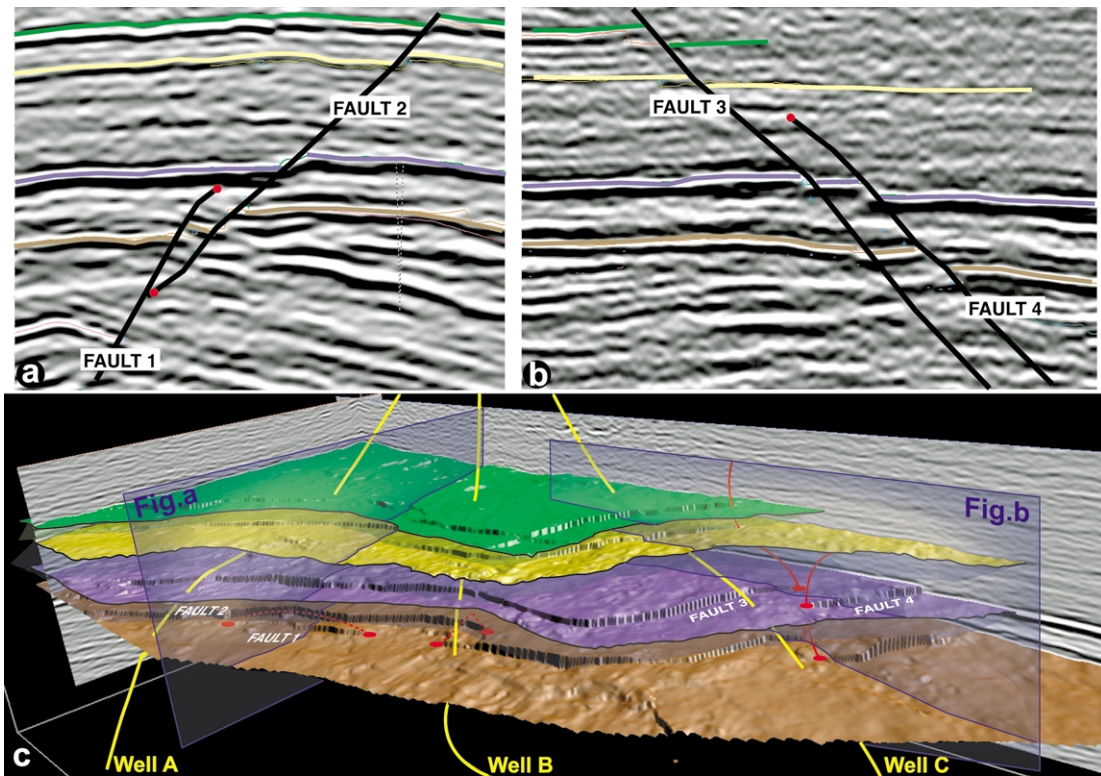 FAULT 2
FAULT 1
a
FAULT 3
FAULT 4
b
Fig.a
Fig.b
FAULT 2
FAULT 1
FAULT 3
FAULT 4
c
Well A
Well B
Well C